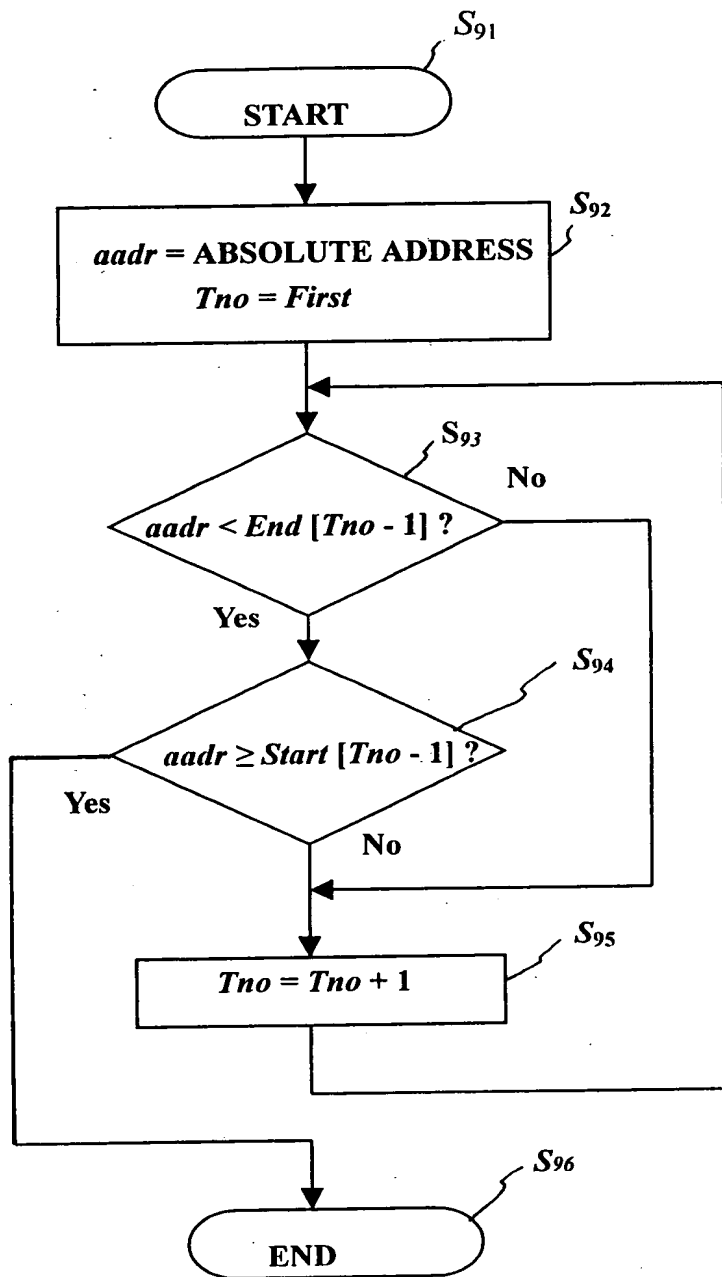 S91
START
S92
aadr = ABSOLUTE ADDRESS
Tno = First
S93
No
aadr < End [Tno - 1] ?
Yes
S94
aadr ≥ Start [Tno - 1] ?
Yes
No
S95
Tno = Tno + 1
S96
END